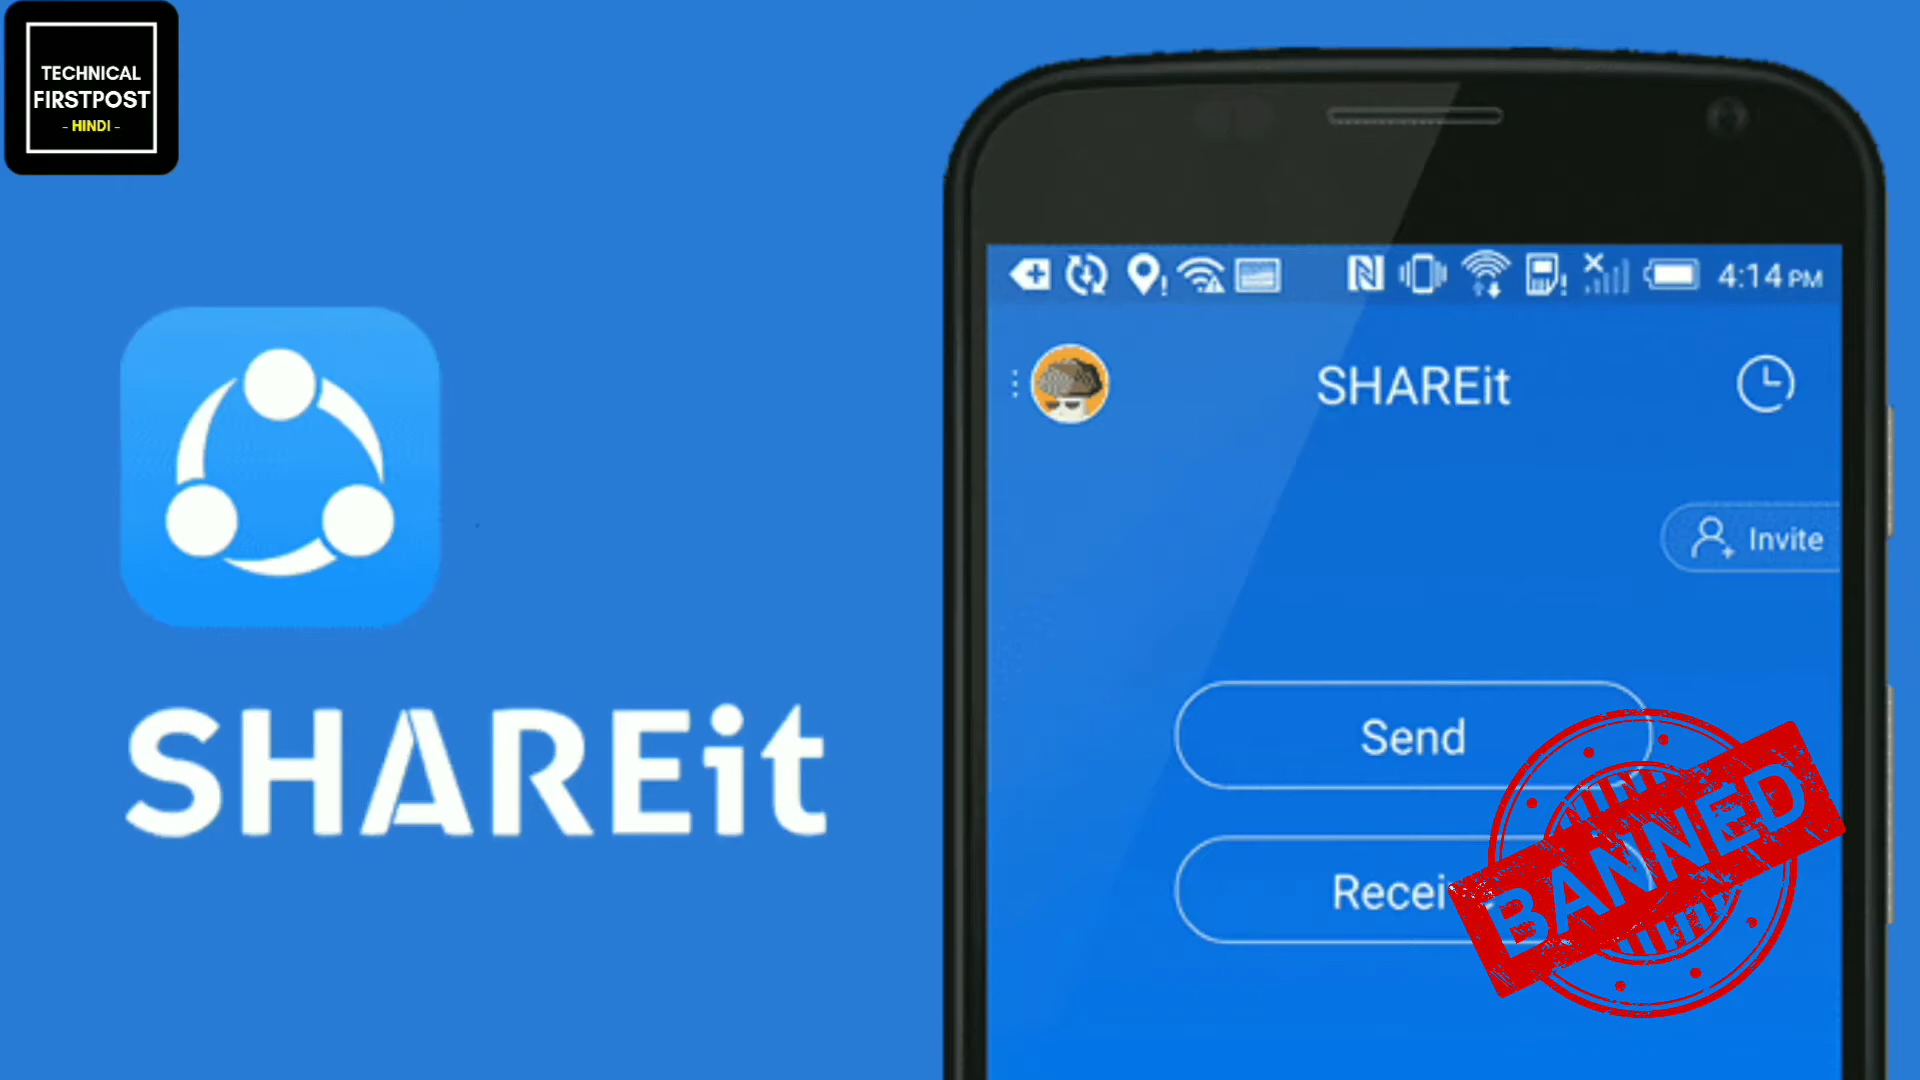 TECHNICAL
FIRSTPOST
- HINDI -
4:14 PM
SHAREit
Invite
SHAREit
Send
Recei
BANNED